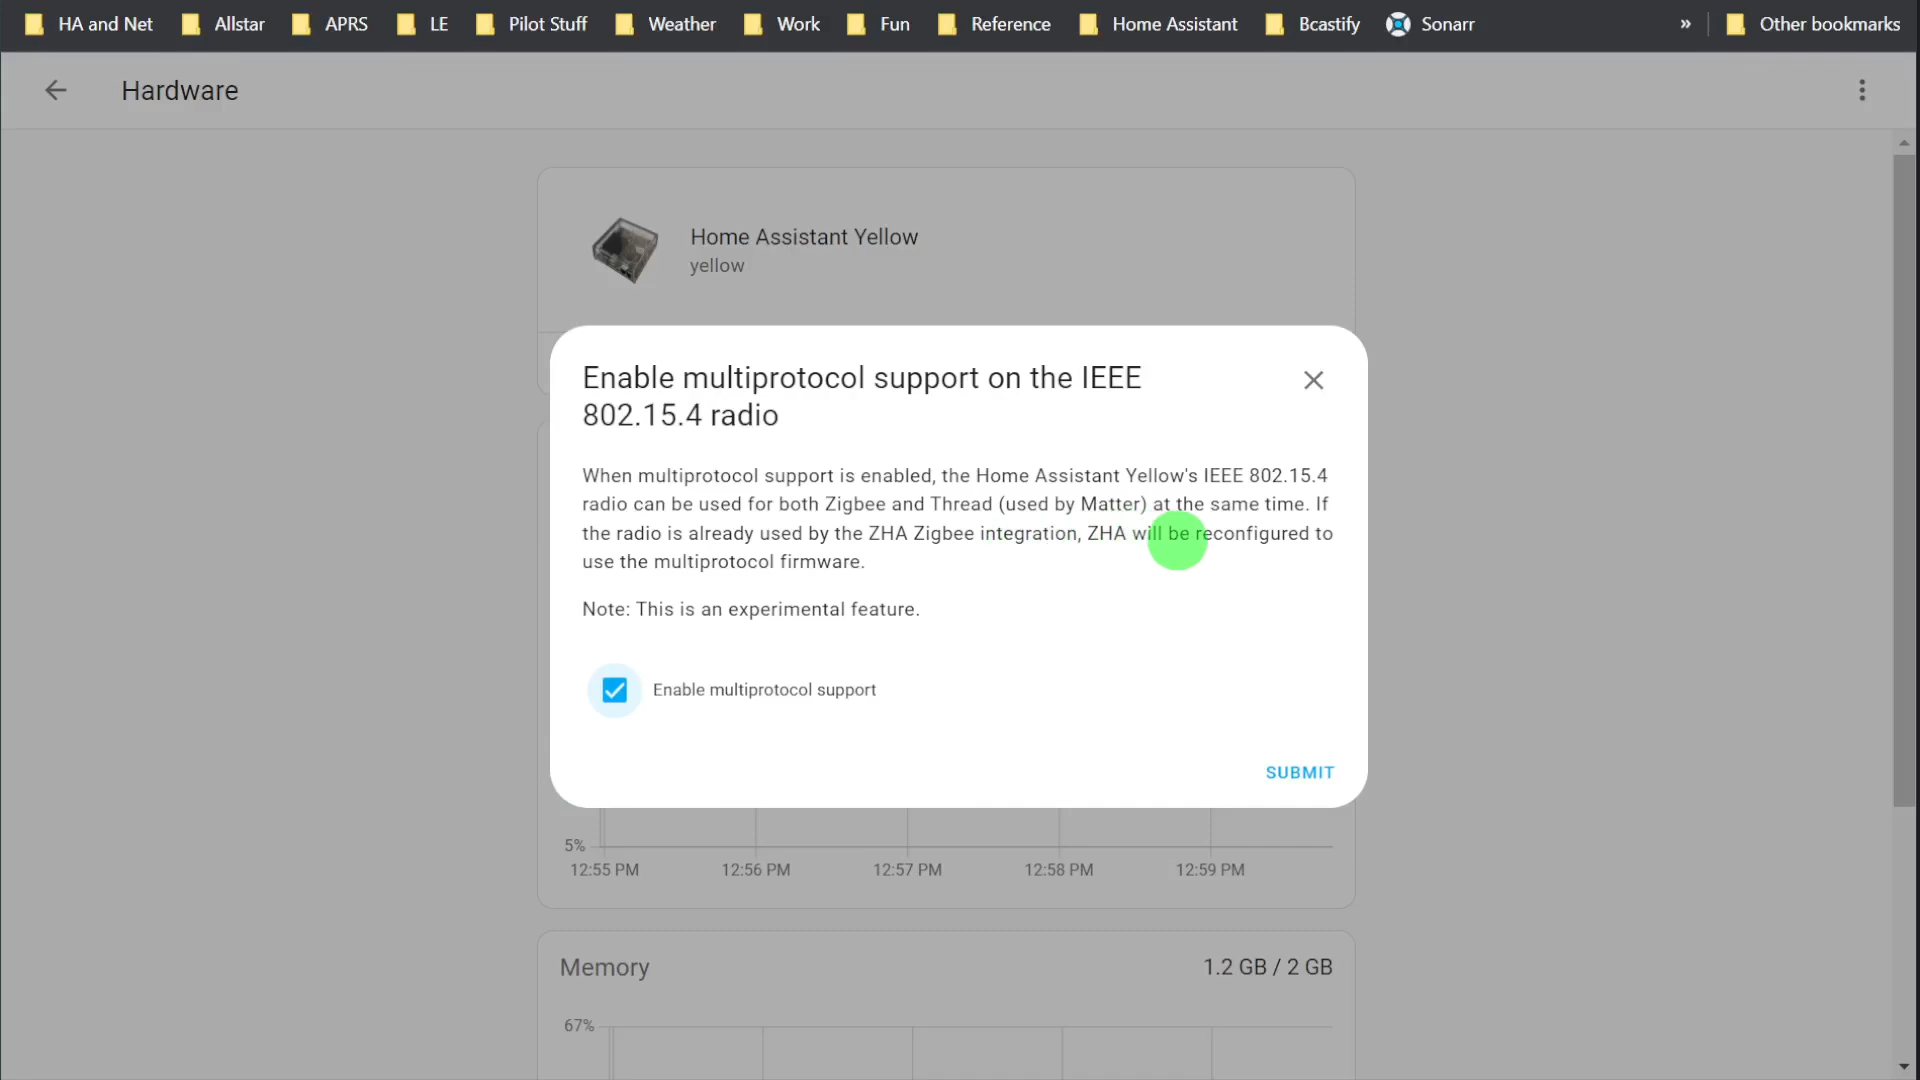 HA and Net Allstar APRS LE Pilot Stuff Weather Work Fun Reference Home Assistant Bcastify Sonarr » Other bookmarks
Hardware
Home Assistant Yellow
yellow
Enable multiprotocol support on the IEEE
802.15.4 radio
When multiprotocol support is enabled, the Home Assistant Yellow's IEEE 802.15.4
radio can be used for both Zigbee and Thread (used by Matter) at the same time. If
the radio is already used by the ZHA Zigbee integration, ZHA will be reconfigured to
use the multiprotocol firmware.
Note: This is an experimental feature.
Enable multiprotocol support
SUBMIT
5%
12:55 PM 12:56 PM 12:57 PM 12:58 PM 12:59 PM
Memory 1.2 GB / 2 GB
67%